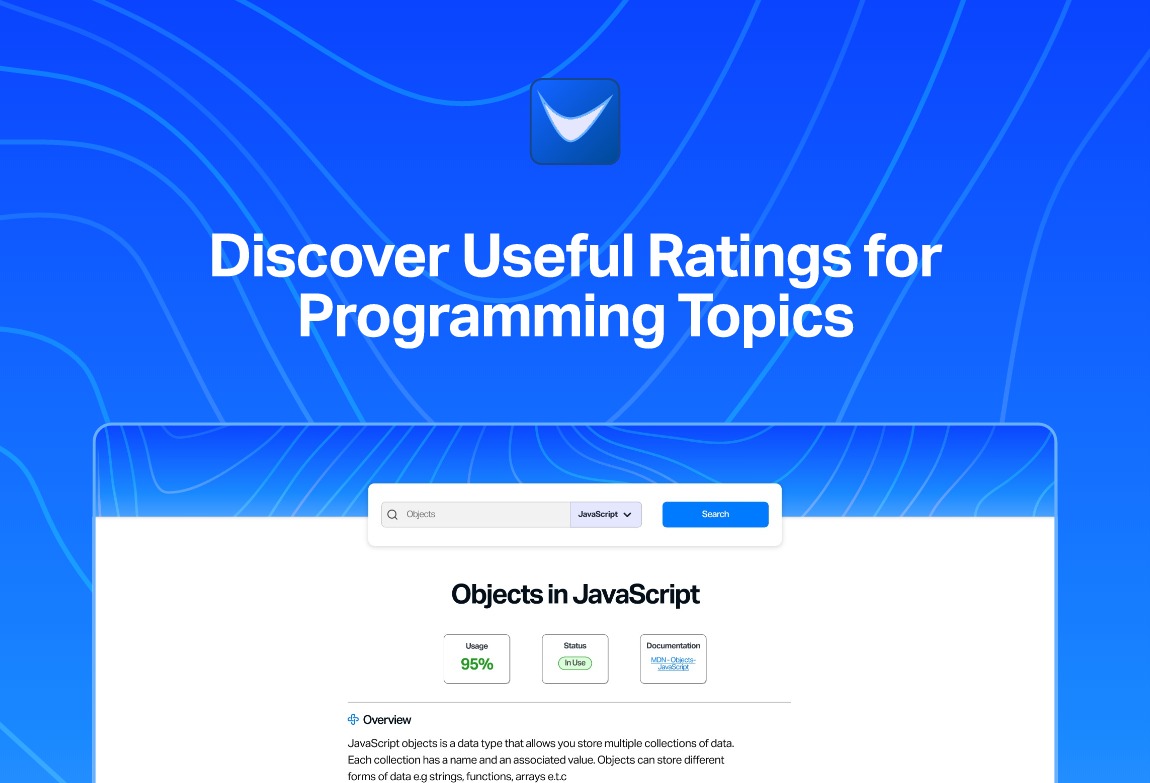 Discover Useful Ratings for
Programming Topics
Objects
JavaScript
Search
Objects in JavaScript
Usage
95%
Status
In Use
Documentation
MDN - Objects-
JavaScript
Overview
JavaScript objects is a data type that allows you store multiple collections of data.
Each collection has a name and an associated value. Objects can store different
forms of data e.g strings, functions, arrays e.t.c